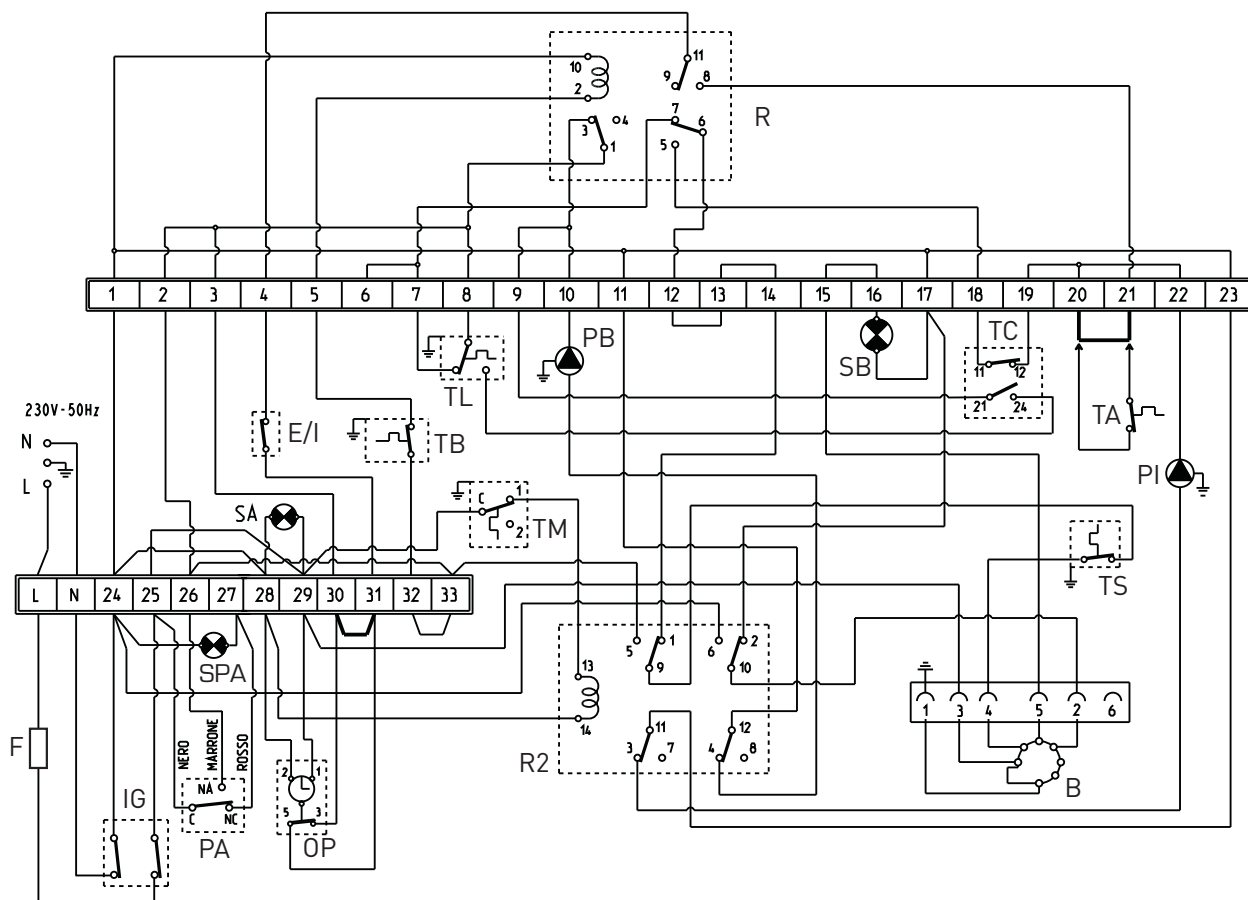 11
10
9
8
2
R
7
4
6
3
1
5
1 2 3 4 5 6 7 8 9 10 11 12 13 14 15 16 17 18 19 20 21 22 23
PB
TC
SB
11 12
TL
21 24
230V-50Hz
E/I
TB
TA
N
PI
L
C 1
SA
TM
2
TS
L N 24 25 26 27 28 29 30 31 32 33
SPA
5 1 6 2
13
9 10
1 3 4 5 2 6
14
11 12
F
NERO
MARRONE
ROSSO
3 7 4 8
R2
B
2 1
NA
IG
C NC
5 3
PA
OP